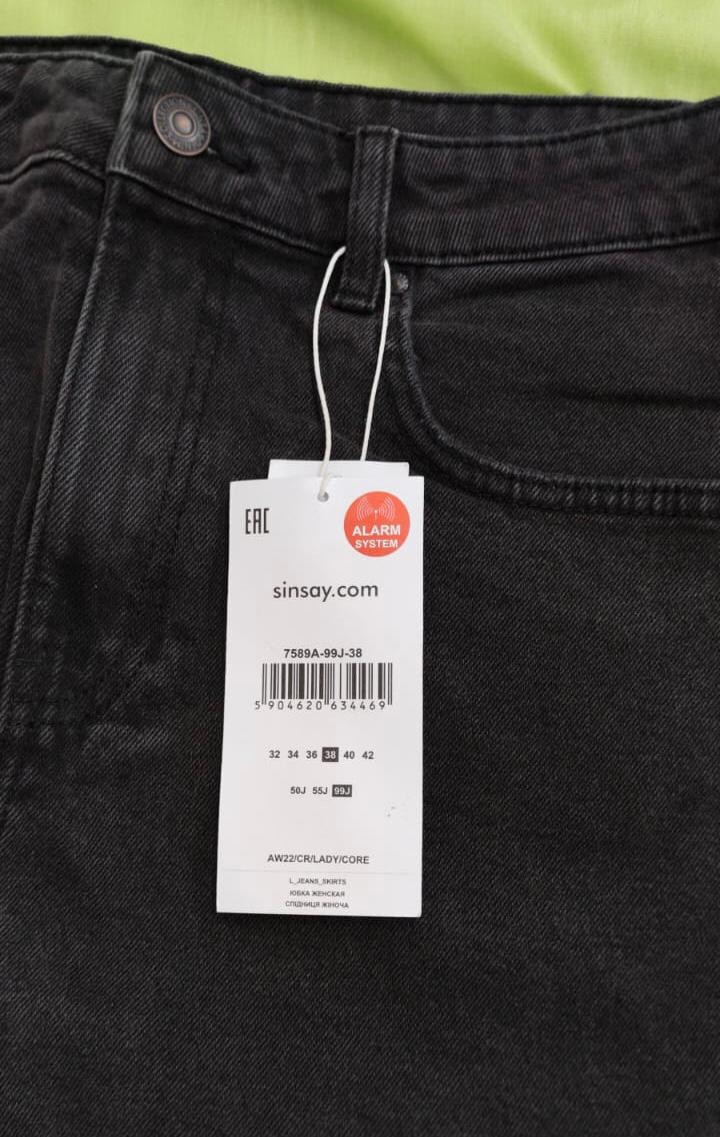 EAC
ALARM
SYSTEM
sinsay.com
7589A-99J-38
5 904620 634469
32 34 36 38 40 42
50J 55J 99J
AW22/CR/LADY/CORE
L_JEANS_SKIRTS
ЮБКА ЖЕНСКАЯ
СПІДНИЦЯ ЖІНОЧА